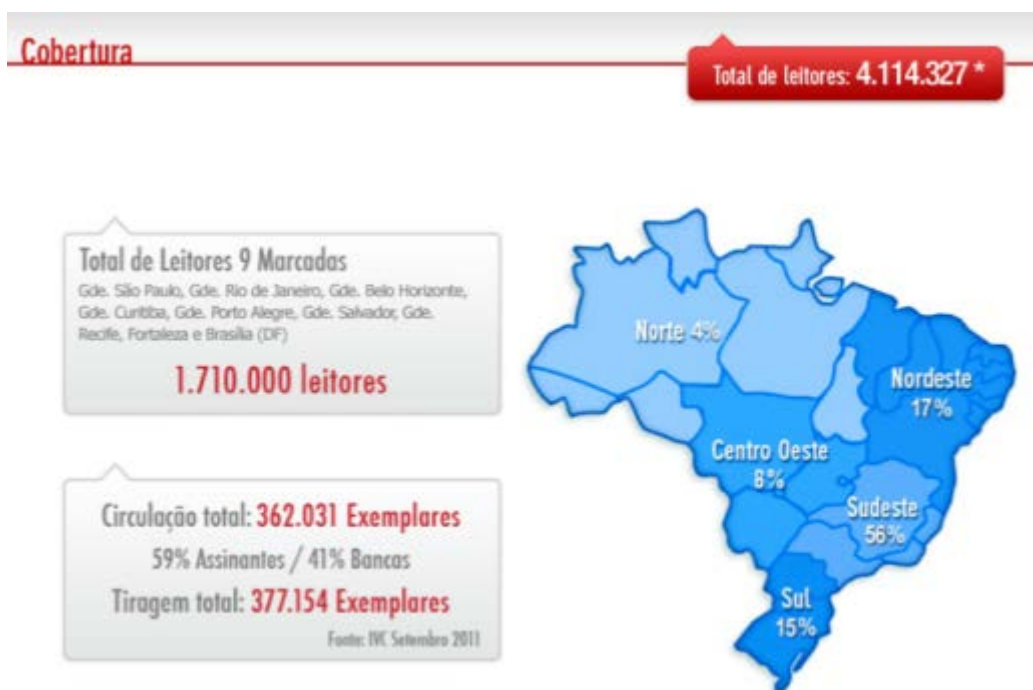 Cobertura
Total de leitores: 4.114.327 *
Total de Leitores 9 Marcadas
Gde. São Paulo, Gde. Rio de Janeiro, Gde. Belo Horizonte,
Gde. Curitiba, Gde. Porto Alegre, Gde. Salvador, Gde.
Recife, Fortaleza e Brasília (DF)
1.710.000 leitores
Circulação total: 362.031 Exemplares
59% Assinantes / 41% Bancas
Tiragem total: 377.154 Exemplares
Fonte: IVC Setembro 2011
Norte 4%
Nordeste
17%
Centro Oeste
8%
Sudeste
56%
Sul
15%